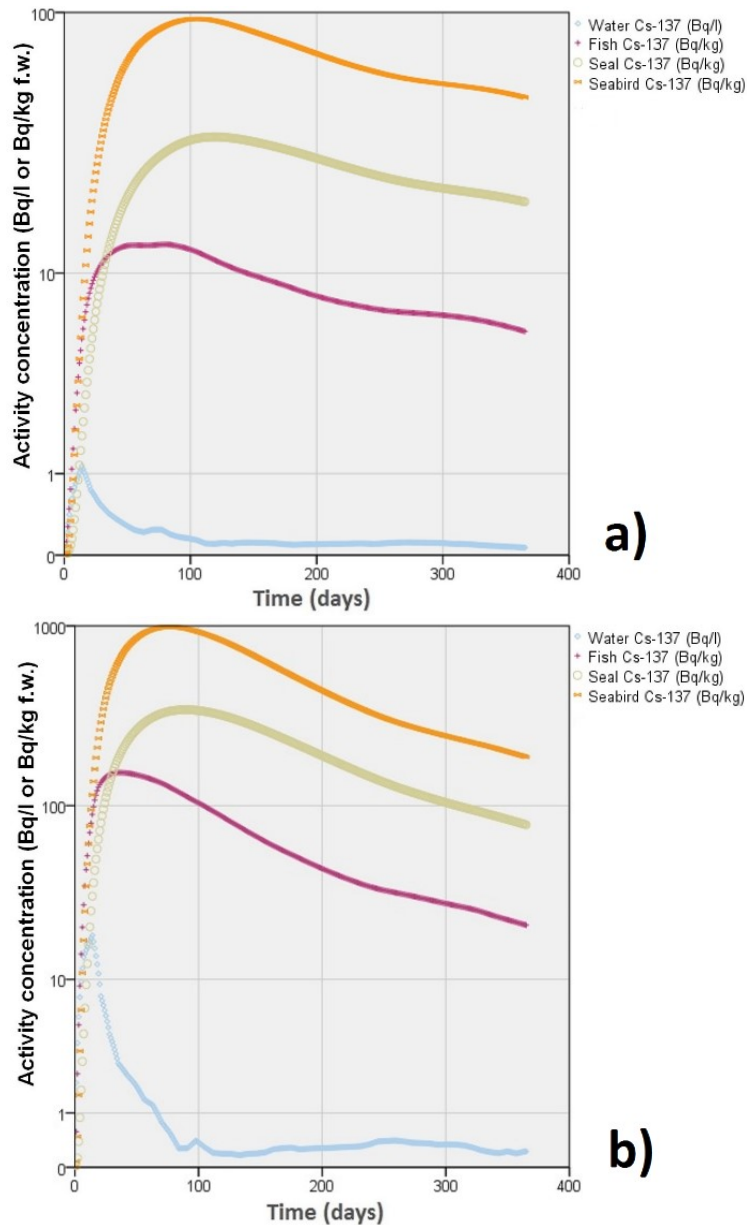 100
10
1
0
0
100
200
300
400
Activity concentration (Bq/l or Bq/kg f.w.)
Time (days)
Water Cs-137 (Bq/l)
Fish Cs-137 (Bq/kg)
Seal Cs-137 (Bq/kg)
Seabird Cs-137 (Bq/kg)
a)
1000
100
10
1
0
0
100
200
300
400
Activity concentration (Bq/l or Bq/kg f.w.)
Time (days)
Water Cs-137 (Bq/l)
Fish Cs-137 (Bq/kg)
Seal Cs-137 (Bq/kg)
Seabird Cs-137 (Bq/kg)
b)